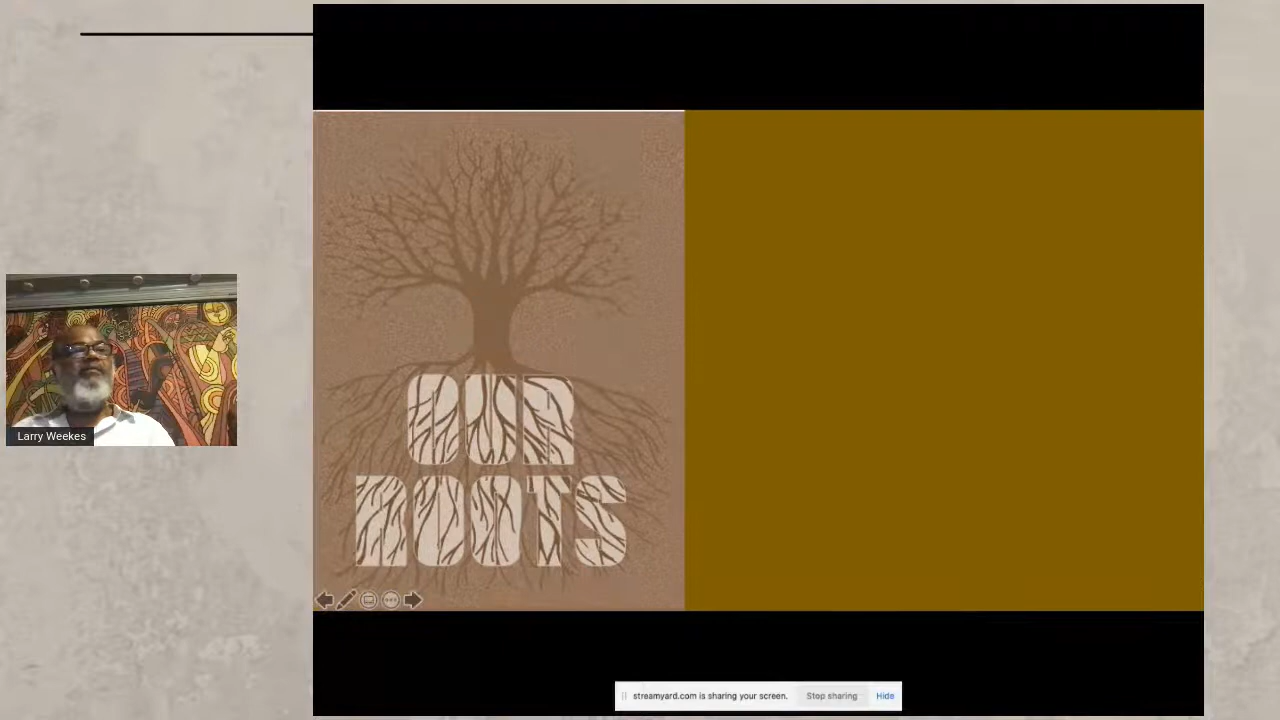 OUR
ROOTS
Larry Weekes
streamyard.com is sharing your screen.
Stop sharing
Hide